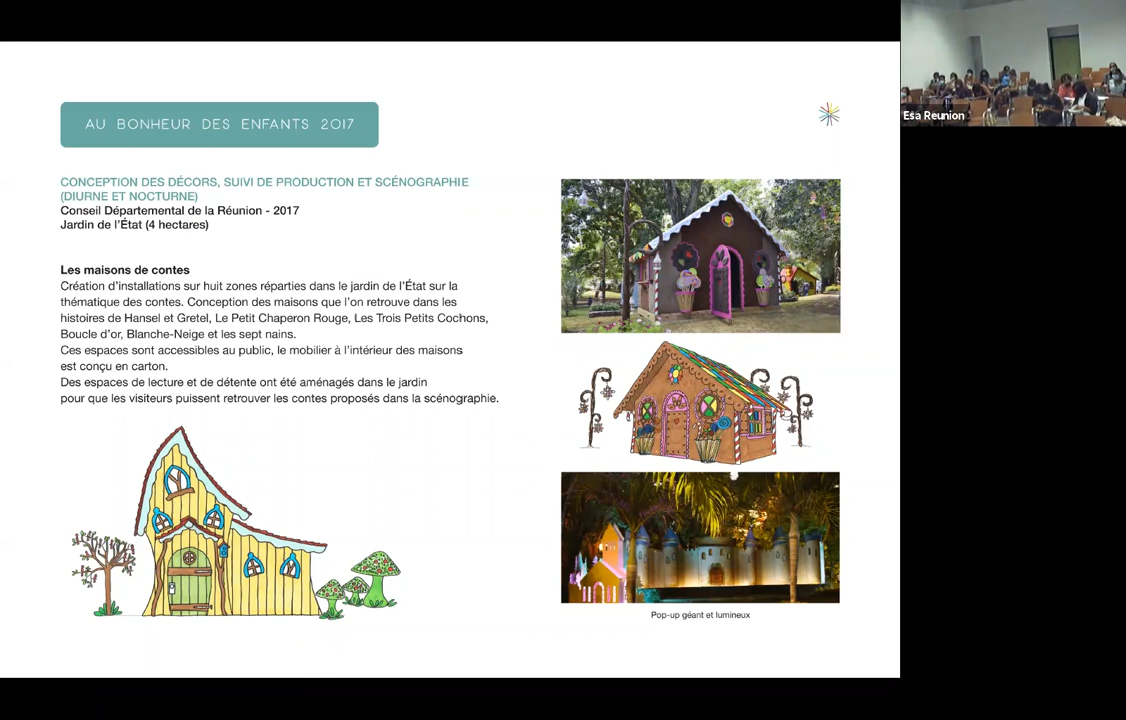 AU BONHEUR DES ENFANTS 2017
Esa Reunion
CONCEPTION DES DÉCORS, SUIVI DE PRODUCTION ET SCÉNOGRAPHIE
(DIURNE ET NOCTURNE)
Conseil Départemental de la Réunion - 2017
Jardin de l'État (4 hectares)
Les maisons de contes
Création d'installations sur huit zones réparties dans le jardin de l'État sur la
thématique des contes. Conception des maisons que l'on retrouve dans les
histoires de Hansel et Gretel, Le Petit Chaperon Rouge, Les Trois Petits Cochons,
Boucle d'or, Blanche-Neige et les sept nains.
Ces espaces sont accessibles au public, le mobilier à l'intérieur des maisons
est conçu en carton.
Des espaces de lecture et de détente ont été aménagés dans le jardin
pour que les visiteurs puissent retrouver les contes proposés dans la scénographie.
Pop-up géant et lumineux